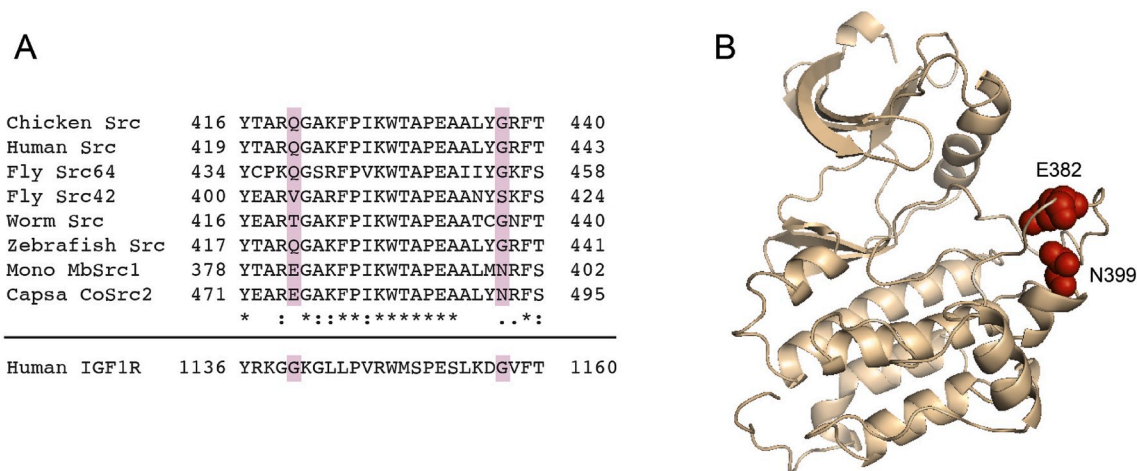 A
B
Chicken Src 416 YTARQGAKFPIKWTAPEAALYGRFT 440
Human Src 419 YTARQGAKFPIKWTAPEAALYGRFT 443
Fly Src64 434 YCPKQGSRFPVKWTAPEAIIYGKFS 458
Fly Src42 400 YEARVGARFPIKWTAPEAANYSKFS 424
Worm Src 416 YEARTGAKFPIKWTAPEAATCGNFT 440
Zebrafish Src 417 YTARQGAKFPIKWTAPEAALYGRFT 441
Mono MbSrc1 378 YTAREGAKFPIKWTAPEAALMNRFS 402
Capsa CoSrc2 471 YEAREGAKFPIKWTAPEAALYNRFS 495
* : *::**:******** ..*:
Human IGF1R 1136 YRKGGKGLLPVRWMSPESLKDGVFT 1160
E382
N399